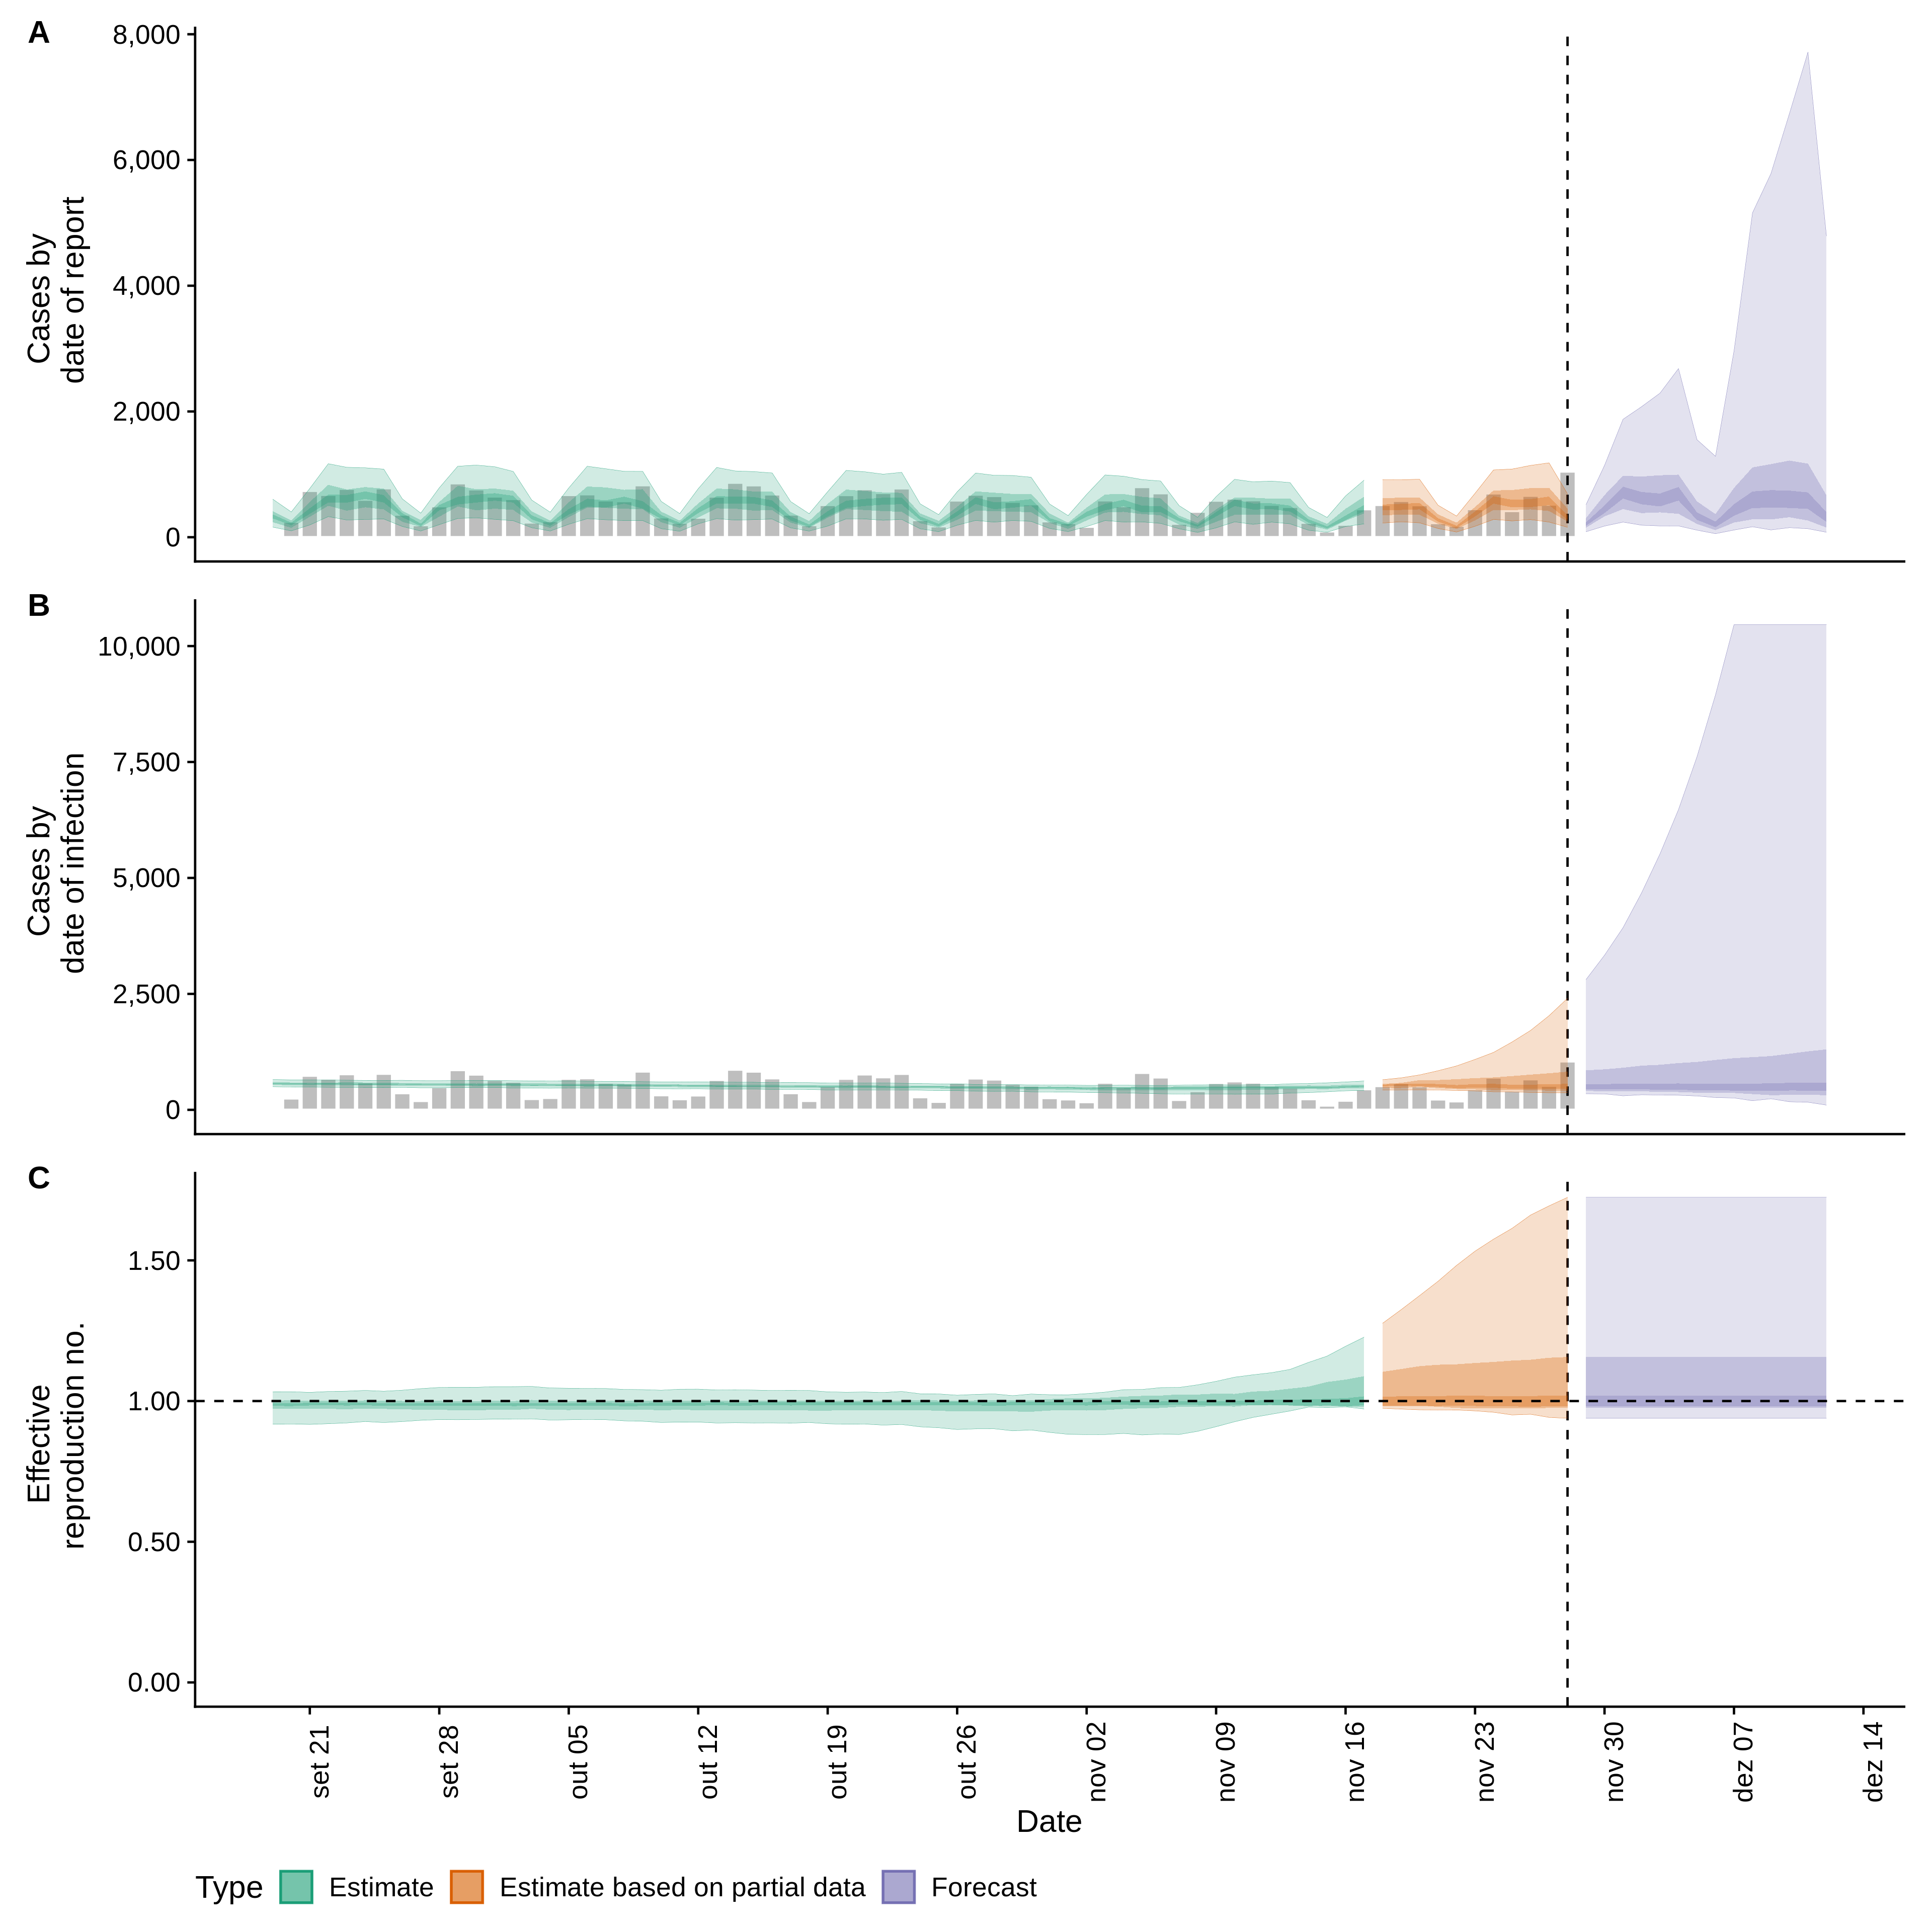 A
8,000
6,000
4,000
2,000
0
Cases by
date of report
B
10,000
7,500
5,000
2,500
0
Cases by
date of infection
C
1.50
1.00
0.50
0.00
Effective
reproduction no.
set 21
set 28
out 05
out 12
out 19
out 26
nov 02
nov 09
nov 16
nov 23
nov 30
dez 07
dez 14
Date
Type Estimate Estimate based on partial data Forecast